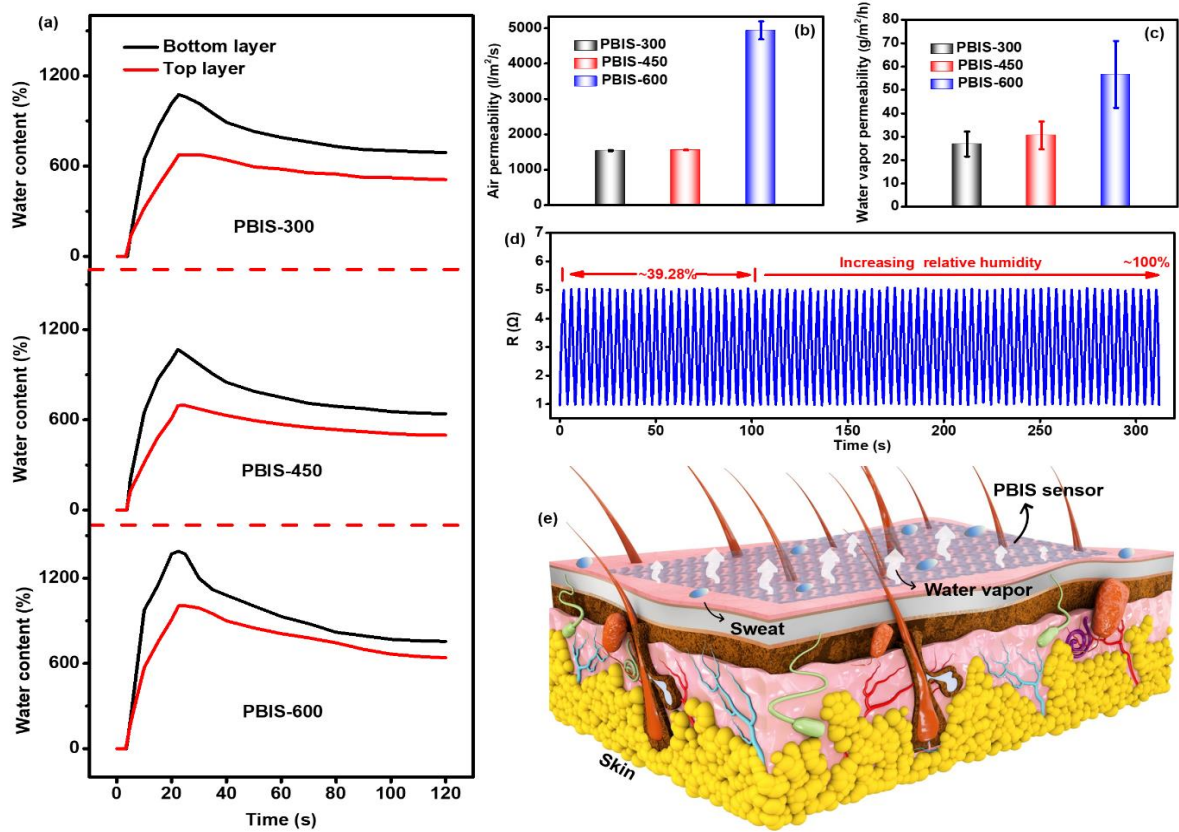 (a)
Water content (%)
1200
600
0
Bottom layer
Top layer
PBIS-300
Water content (%)
1200
600
0
PBIS-450
Water content (%)
1200
600
0
PBIS-600
0 20 40 60 80 100 120
Time (s)
(b)
Air permeability (l/m²/s)
5000
4000
3000
2000
1000
0
PBIS-300
PBIS-450
PBIS-600
(c)
Water vapor permeability (g/m²/h)
80
70
60
50
40
30
20
10
0
PBIS-300
PBIS-450
PBIS-600
(d)
R (Ω)
7
6
5
4
3
2
1
~39.28%
Increasing relative humidity
~100%
0 50 100 150 200 250 300
Time (s)
(e)
PBIS sensor
Water vapor
Sweat
Skin